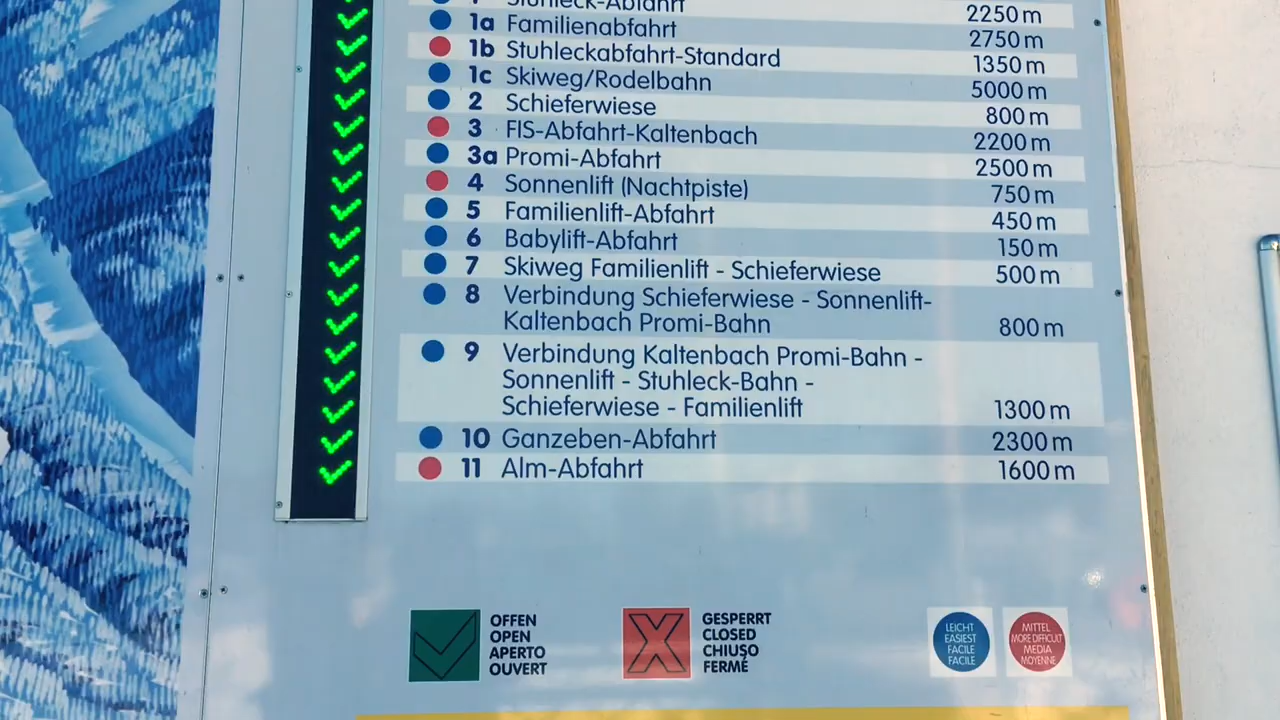 1 Stuhleck-Abfahrt 2250 m
1a Familienabfahrt 2750 m
1b Stuhleckabfahrt-Standard 1350 m
1c Skiweg/Rodelbahn 5000 m
2 Schieferwiese 800 m
3 FIS-Abfahrt-Kaltenbach 2200 m
3a Promi-Abfahrt 2500 m
4 Sonnenlift (Nachtpiste) 750 m
5 Familienlift-Abfahrt 450 m
6 Babylift-Abfahrt 150 m
7 Skiweg Familienlift - Schieferwiese 500 m
8 Verbindung Schieferwiese - Sonnenlift-
Kaltenbach Promi-Bahn 800 m
9 Verbindung Kaltenbach Promi-Bahn -
Sonnenlift - Stuhleck-Bahn -
Schieferwiese - Familienlift 1300 m
10 Ganzeben-Abfahrt 2300 m
11 Alm-Abfahrt 1600 m
OFFEN
OPEN
APERTO
OUVERT
X
GESPERRT
CLOSED
CHIUSO
FERMÉ
LEICHT
EASIEST
FACILE
FACILE
MITTEL
MORE DIFFICULT
MEDIA
MOYENNE